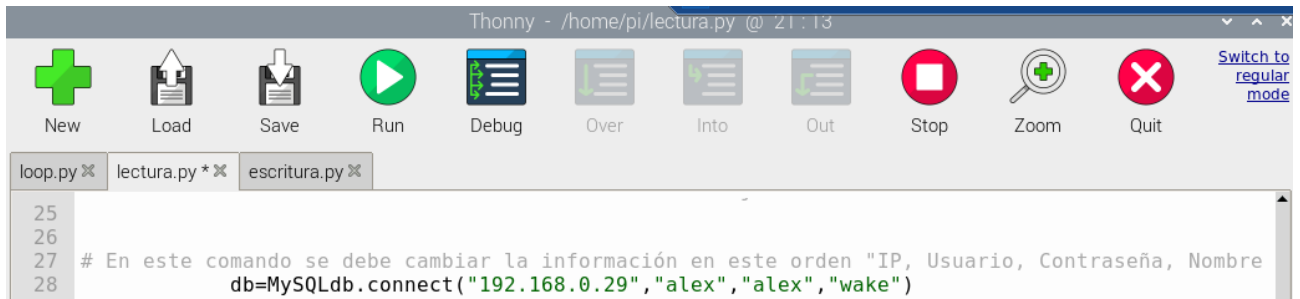 Thonny - /home/pi/lectura.py @ 21:13
Switch to
regular
mode
New Load Save Run Debug Over Into Out Stop Zoom Quit
loop.py lectura.py * escritura.py
25
26
27 # En este comando se debe cambiar la información en este orden "IP, Usuario, Contraseña, Nombre
28 db=MySQLdb.connect("192.168.0.29","alex","alex","wake")